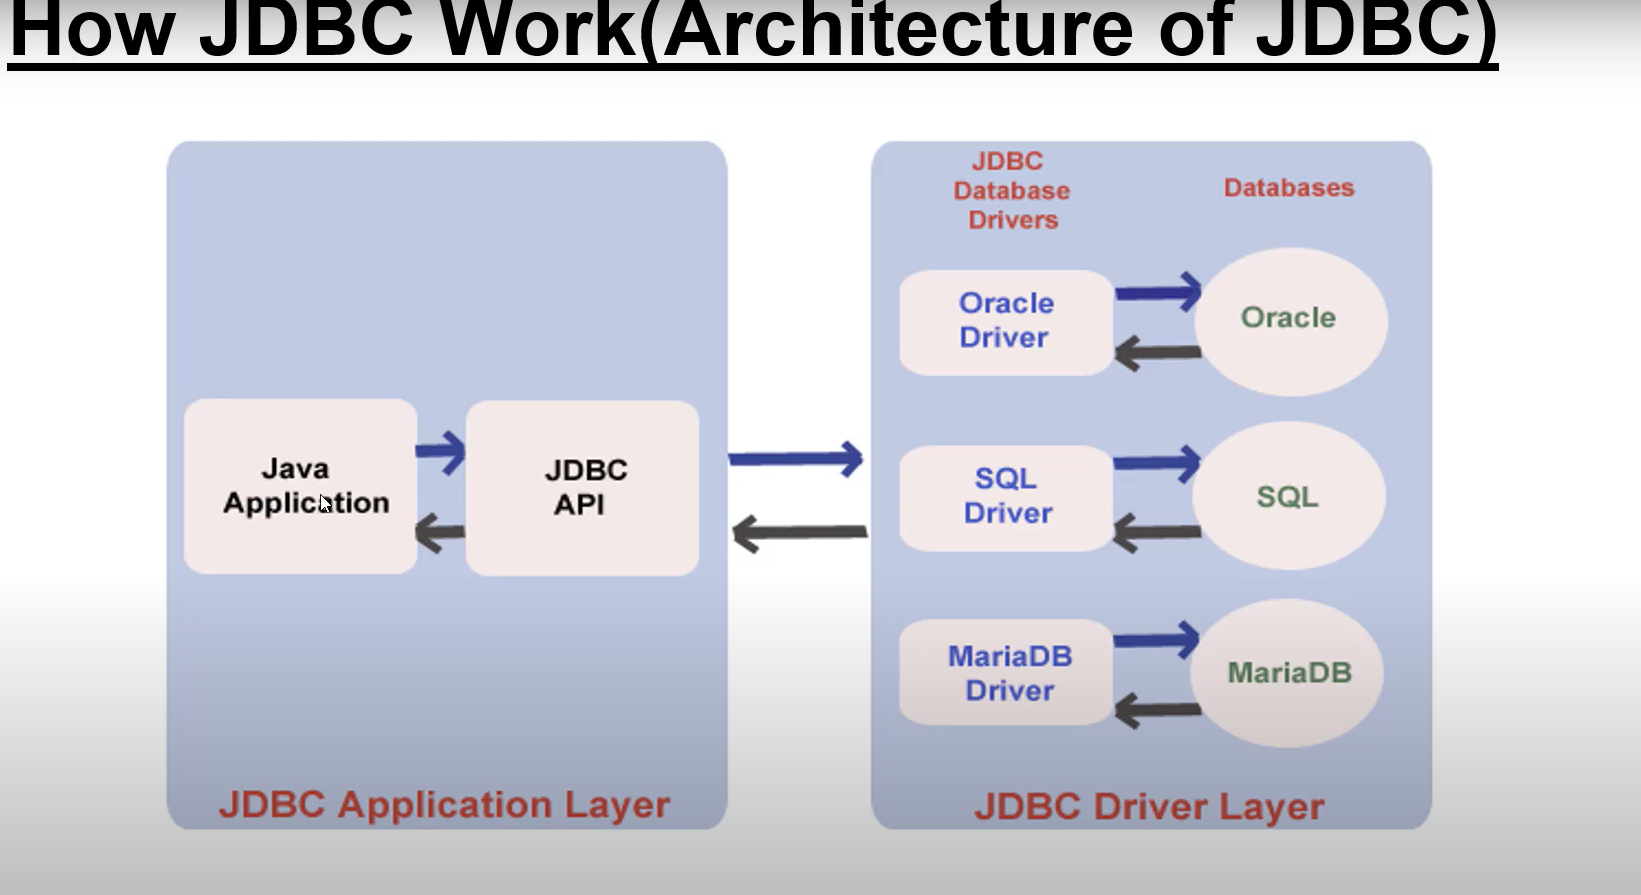 How JDBC Work(Architecture of JDBC)
Java
Application
JDBC
API
JDBC Application Layer
JDBC
Database
Drivers
Databases
Oracle
Driver
Oracle
SQL
Driver
SQL
MariaDB
Driver
MariaDB
JDBC Driver Layer